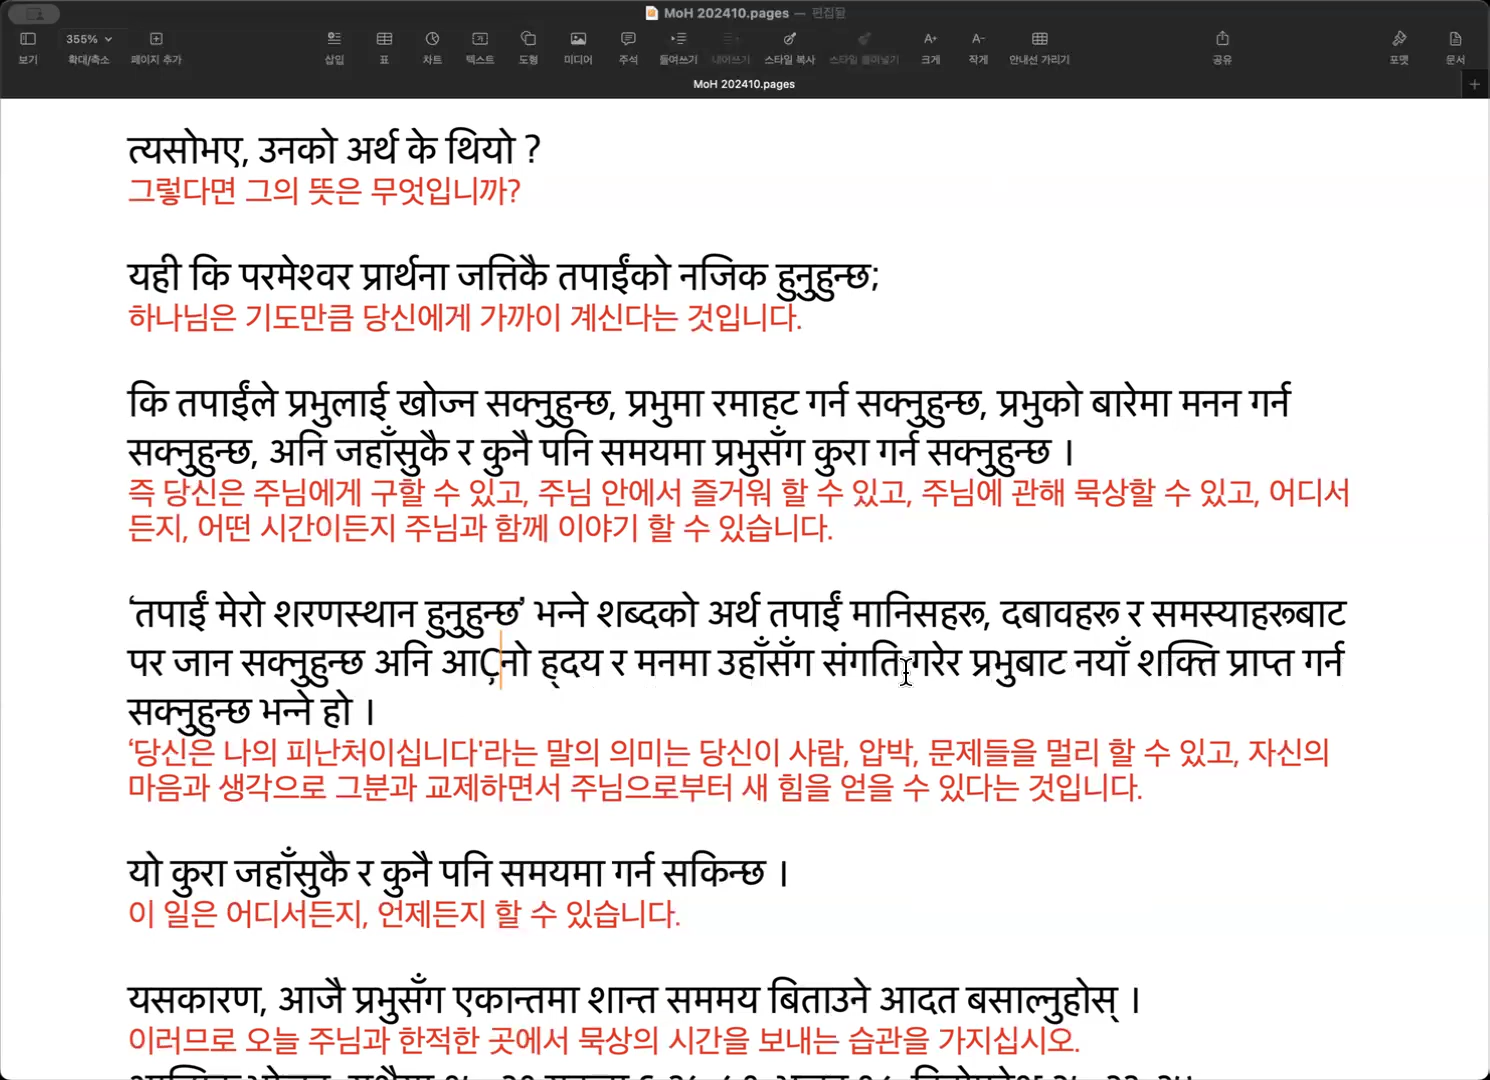 MoH 202410.pages — 편집됨
355%
보기
확대/축소
페이지 추가
삽입
표
차트
텍스트
도형
미디어
주석
들여쓰기
내어쓰기
스타일 복사
스타일 붙여넣기
크게
작게
안내선 가리기
공유
포맷
문서
MoH 202410.pages
त्यसोभए, उनको अर्थ के थियो ?
그렇다면 그의 뜻은 무엇입니까?
यही कि परमेश्वर प्रार्थना जत्तिकै तपाईंको नजिक हुनुहुन्छ;
하나님은 기도만큼 당신에게 가까이 계신다는 것입니다.
कि तपाईंले प्रभुलाई खोज्न सक्नुहुन्छ, प्रभुमा रमाहट गर्न सक्नुहुन्छ, प्रभुको बारेमा मनन गर्न
सक्नुहुन्छ, अनि जहाँसुकै र कुनै पनि समयमा प्रभुसँग कुरा गर्न सक्नुहुन्छ ।
즉 당신은 주님에게 구할 수 있고, 주님 안에서 즐거워 할 수 있고, 주님에 관해 묵상할 수 있고, 어디서
든지, 어떤 시간이든지 주님과 함께 이야기 할 수 있습니다.
‘तपाईं मेरो शरणस्थान हुनुहुन्छ’ भन्ने शब्दको अर्थ तपाईं मानिसहरू, दबावहरू र समस्याहरूबाट
पर जान सक्नुहुन्छ अनि आÇनो हृदय र मनमा उहाँसँग संगति गरेर प्रभुबाट नयाँ शक्ति प्राप्त गर्न
सक्नुहुन्छ भन्ने हो ।
‘당신은 나의 피난처이십니다'라는 말의 의미는 당신이 사람, 압박, 문제들을 멀리 할 수 있고, 자신의
마음과 생각으로 그분과 교제하면서 주님으로부터 새 힘을 얻을 수 있다는 것입니다.
यो कुरा जहाँसुकै र कुनै पनि समयमा गर्न सकिन्छ ।
이 일은 어디서든지, 언제든지 할 수 있습니다.
यसकारण, आजै प्रभुसँग एकान्तमा शान्त सममय बिताउने आदत बसाल्नुहोस् ।
이러므로 오늘 주님과 한적한 곳에서 묵상의 시간을 보내는 습관을 가지십시오.